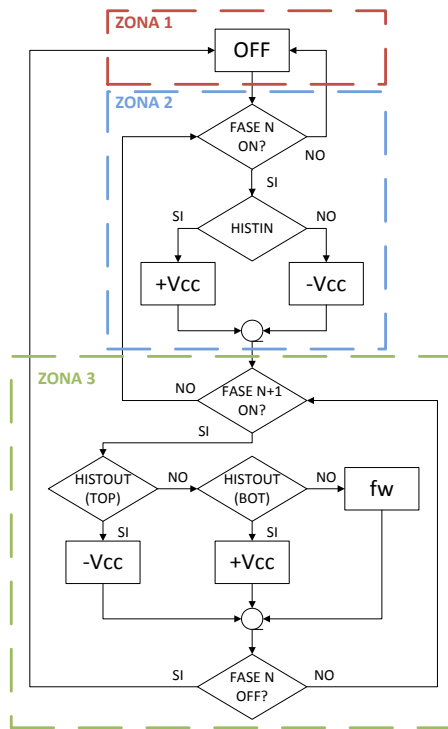 ZONA 1
OFF
ZONA 2
FASE N
ON?
NO
SI
SI
HISTIN
NO
+Vcc
-Vcc
ZONA 3
NO
FASE N+1
ON?
SI
HISTOUT
(TOP)
NO
HISTOUT
(BOT)
NO
fw
SI
SI
-Vcc
+Vcc
SI
FASE N
OFF?
NO